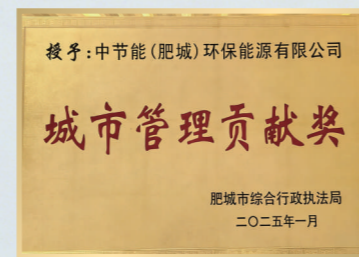 授予:中节能(肥城)环保能源有限公司
城市管理贡献奖
肥城市综合行政执法局
二〇二五年一月